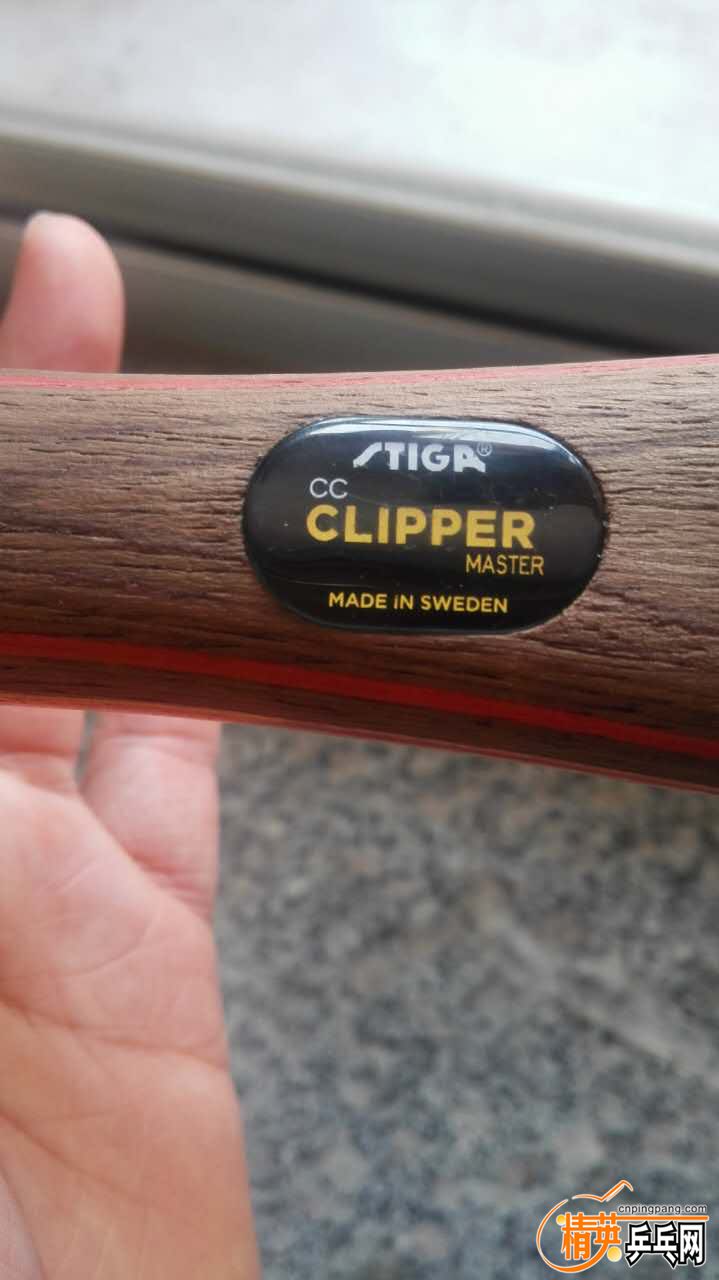 STIGA®
CC
CLIPPER
MASTER
MADE iN SWEDEN
cnpingpang.com
精英乒乓网